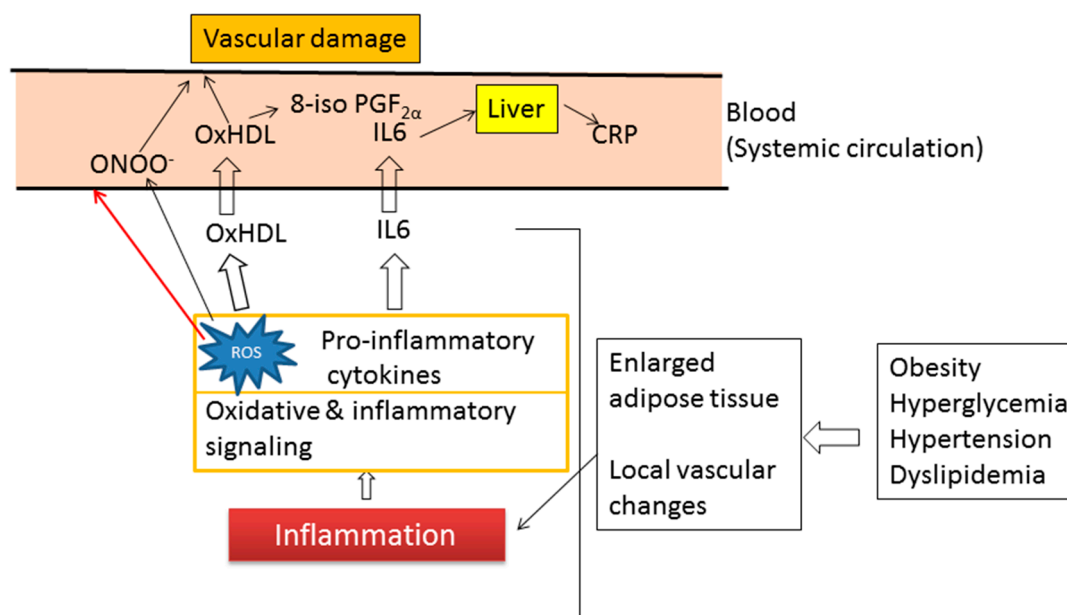 Vascular damage
8-iso PGF2α
OxHDL
IL6
Liver
CRP
ONOO-
Blood
(Systemic circulation)
OxHDL
IL6
ROS
Pro-inflammatory
cytokines
Oxidative & inflammatory
signaling
Inflammation
Enlarged
adipose tissue
Local vascular
changes
Obesity
Hyperglycemia
Hypertension
Dyslipidemia